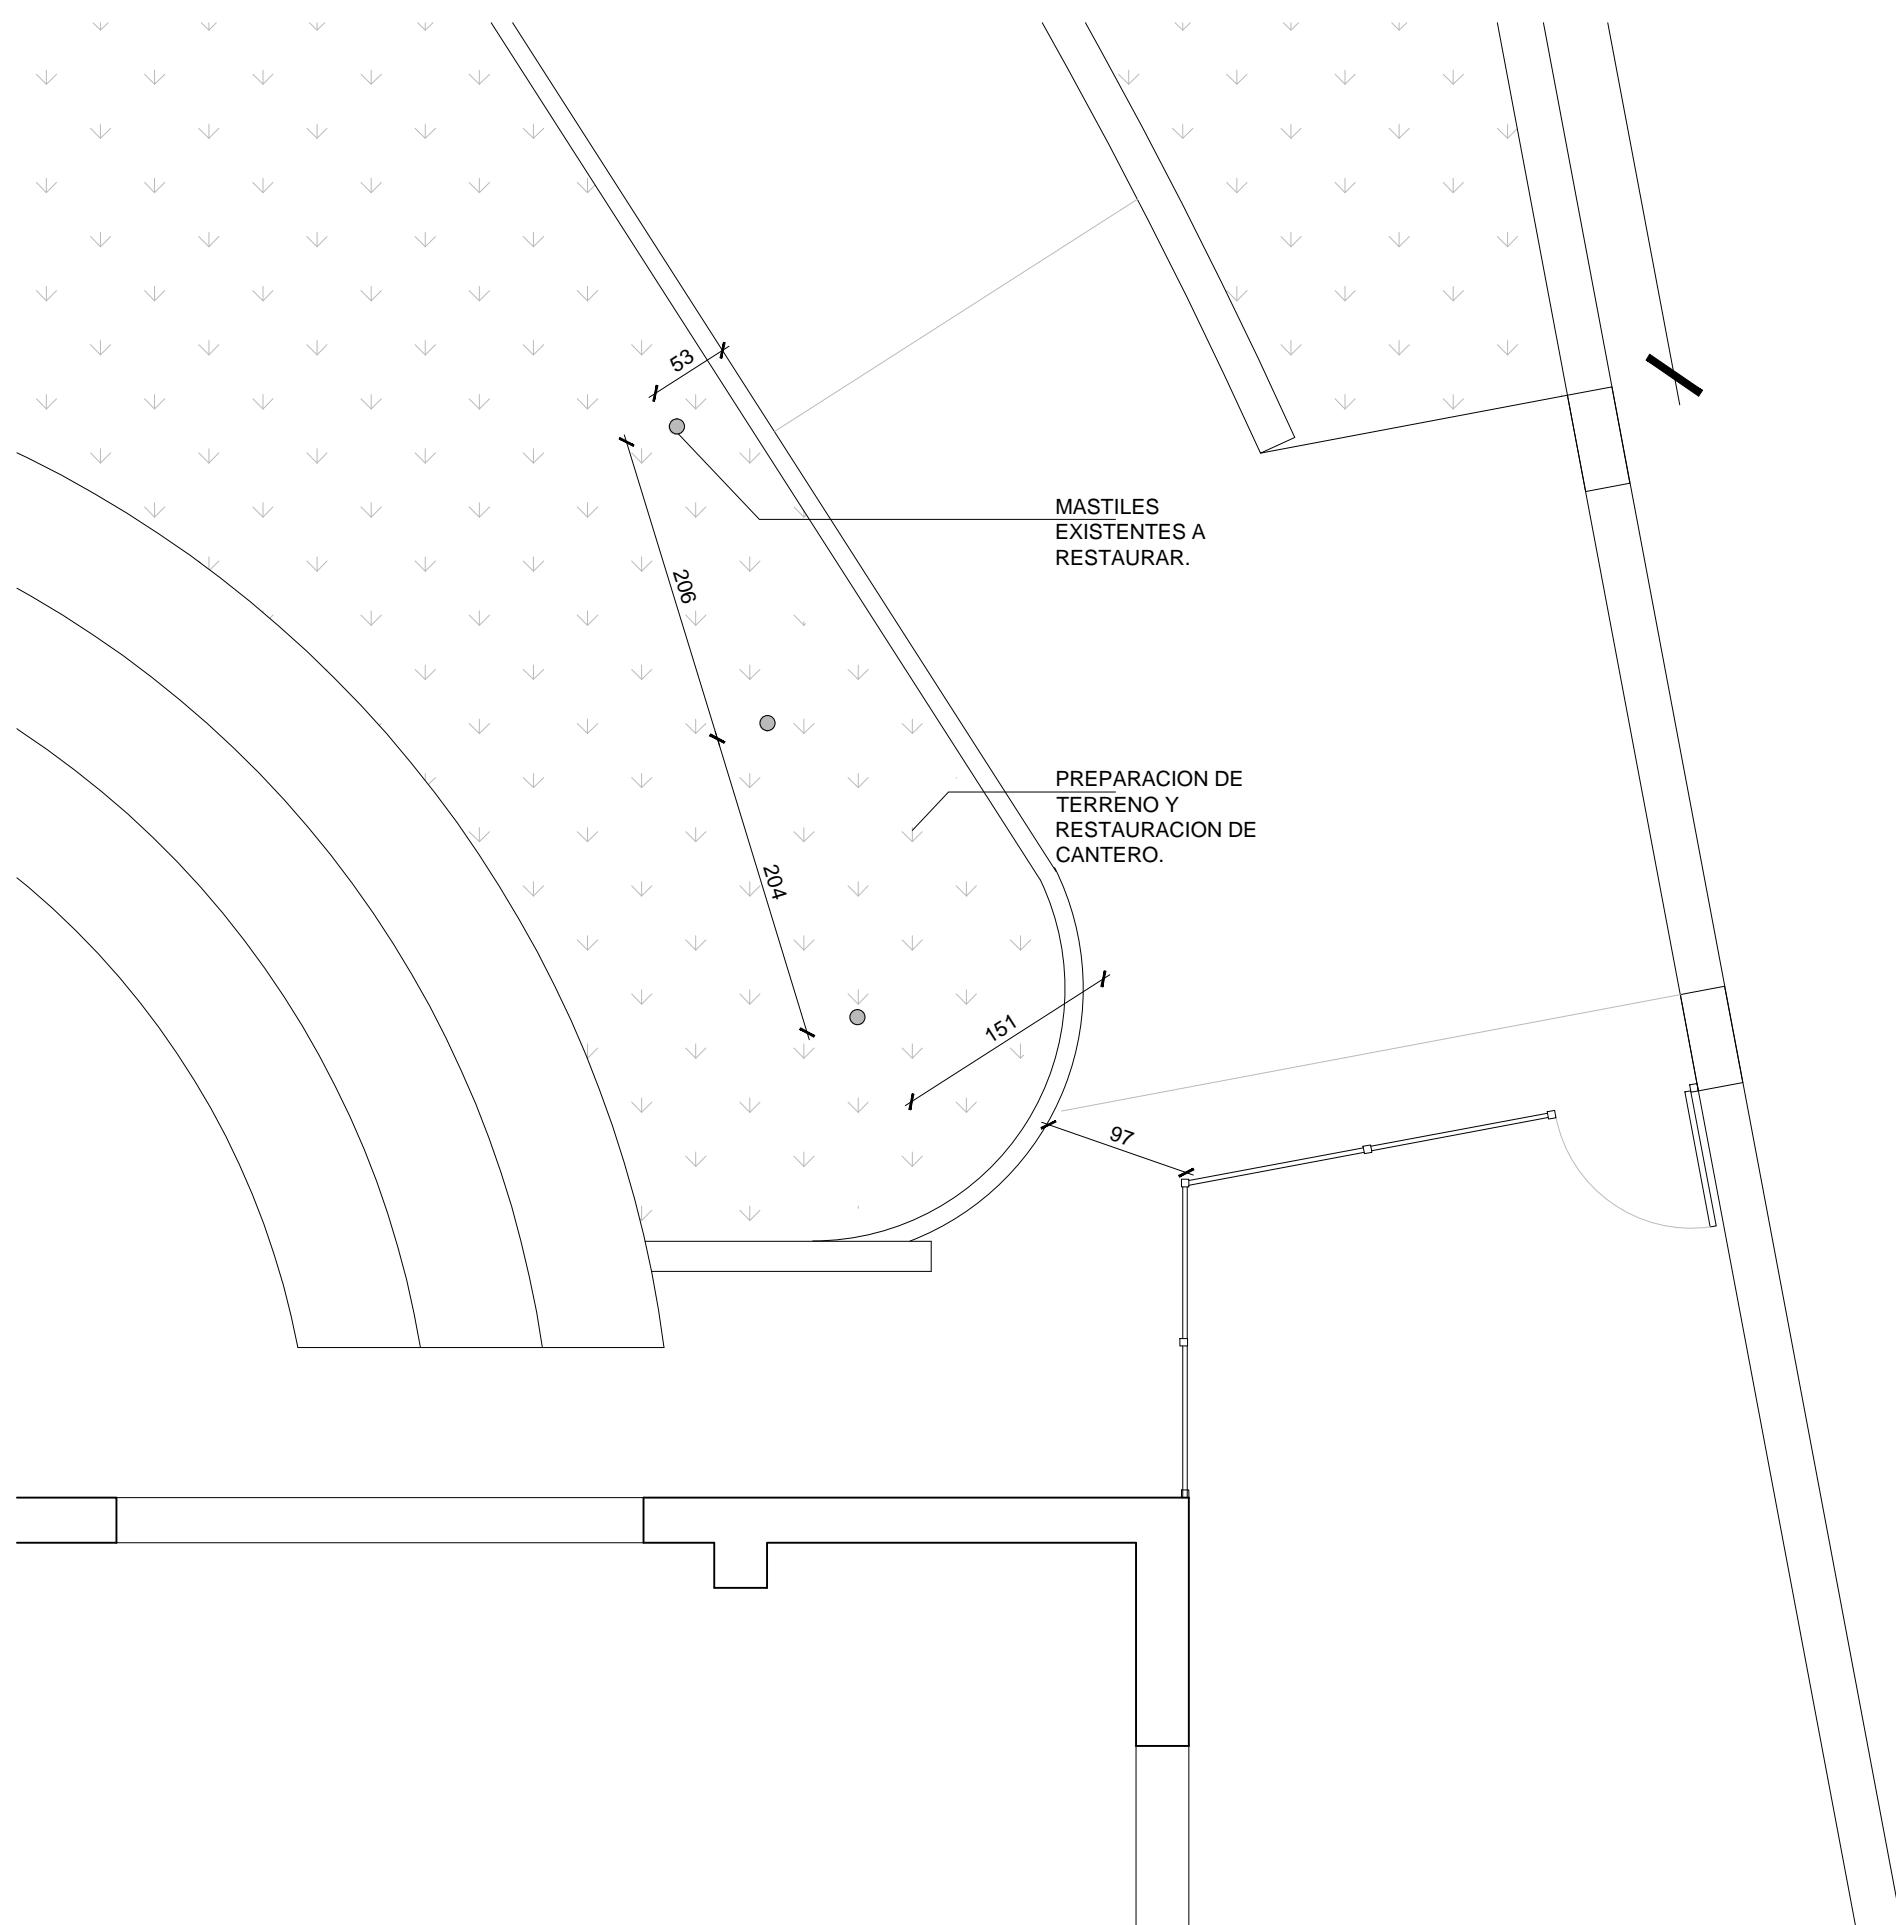 53
MASTILES
EXISTENTES A
RESTAURAR.
206
PREPARACION DE
TERRENO Y
RESTAURACION DE
CANTERO.
204
151
97